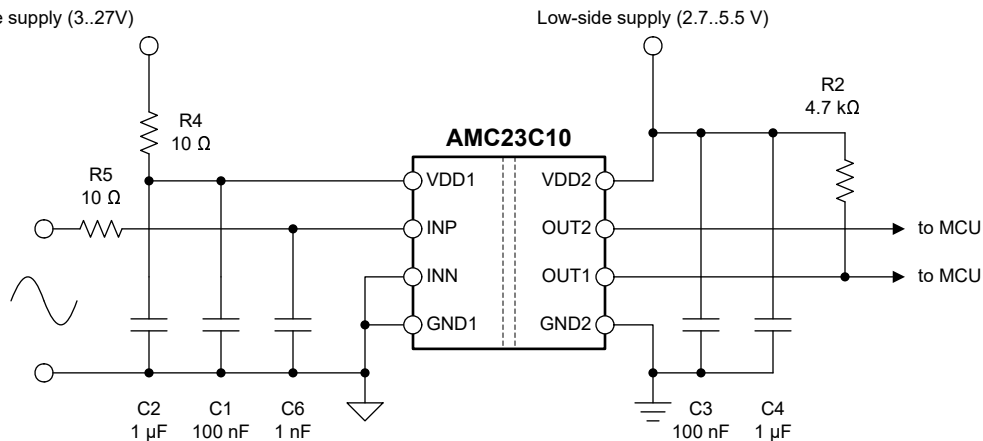 e supply (3..27V)
Low-side supply (2.7..5.5 V)
R4
10 Ω
R2
4.7 kΩ
AMC23C10
R5
10 Ω
VDD1
VDD2
INP
OUT2
to MCU
INN
OUT1
to MCU
GND1
GND2
C2
1 µF
C1
100 nF
C6
1 nF
C3
100 nF
C4
1 µF